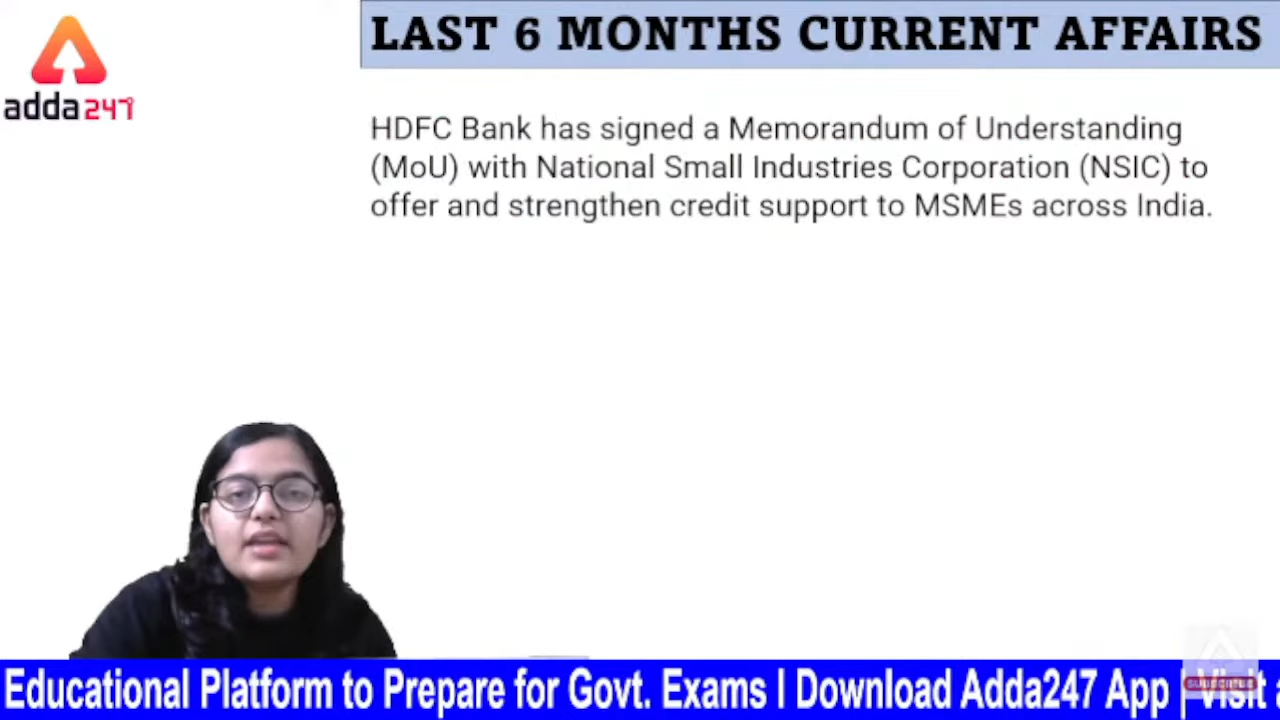 LAST 6 MONTHS CURRENT AFFAIRS
adda247
HDFC Bank has signed a Memorandum of Understanding
(MoU) with National Small Industries Corporation (NSIC) to
offer and strengthen credit support to MSMEs across India.
SUBSCRIBE
Educational Platform to Prepare for Govt. Exams I Download Adda247 App | Visit